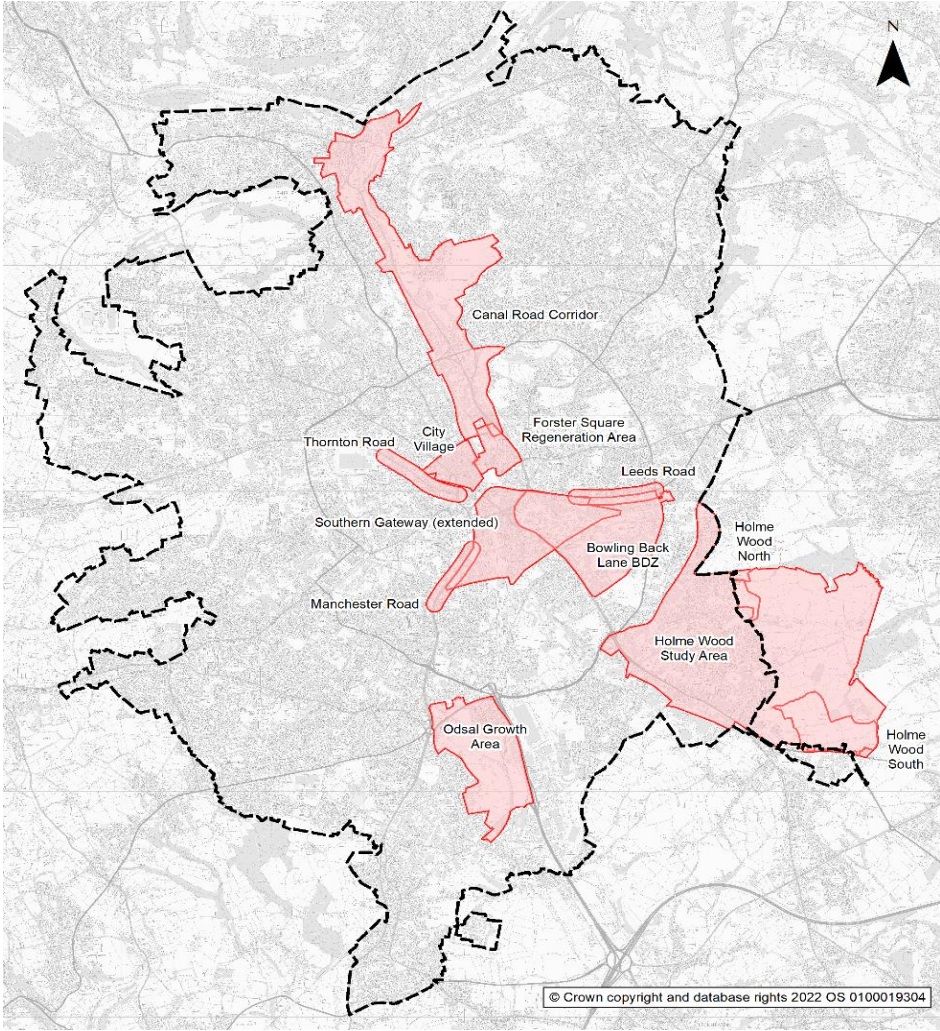 N
Canal Road Corridor
Forster Square
Regeneration Area
City
Village
Thornton Road
Leeds Road
Southern Gateway (extended)
Holme
Wood
North
Bowling Back
Lane BDZ
Manchester Road
Holme Wood
Study Area
Odsal Growth
Area
Holme
Wood
South
© Crown copyright and database rights 2022 OS 0100019304